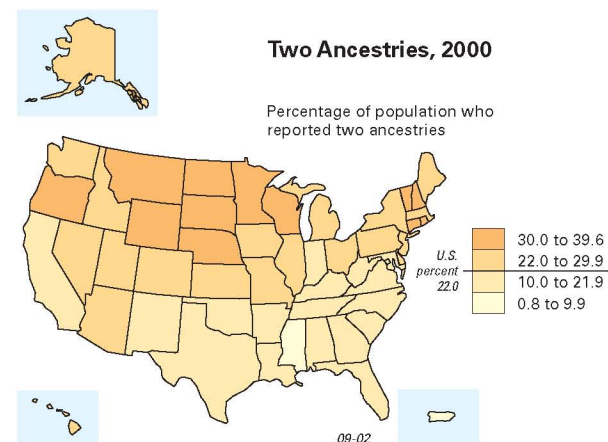 Two Ancestries, 2000
Percentage of population who
reported two ancestries
U.S.
percent
22.0
30.0 to 39.6
22.0 to 29.9
10.0 to 21.9
0.8 to 9.9
09-02